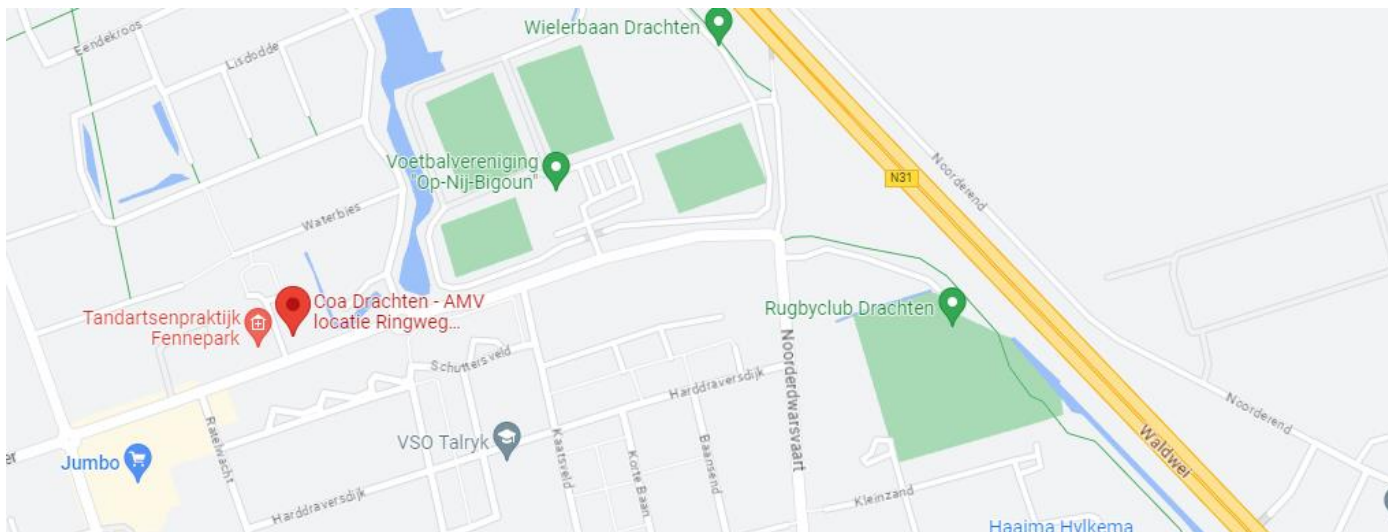 Eendekroos
Lisdodde
Wielerbaan Drachten
Noorderend
N31
Voetbalvereniging
"Op-Nij-Bigoun"
Waterbies
Coa Drachten - AMV
locatie Ringweg...
Tandartsenpraktijk
Fennepark
Rugbyclub Drachten
Schuttersveld
Harddraversdijk
Noorderdwarsvaart
Noorderend
Ratelwacht
VSO Talryk
Kaatsveld
Korte Baan
Baansend
Waldwei
er
Jumbo
Kleinzand
Harddraversdijk
Haaima Hylkema